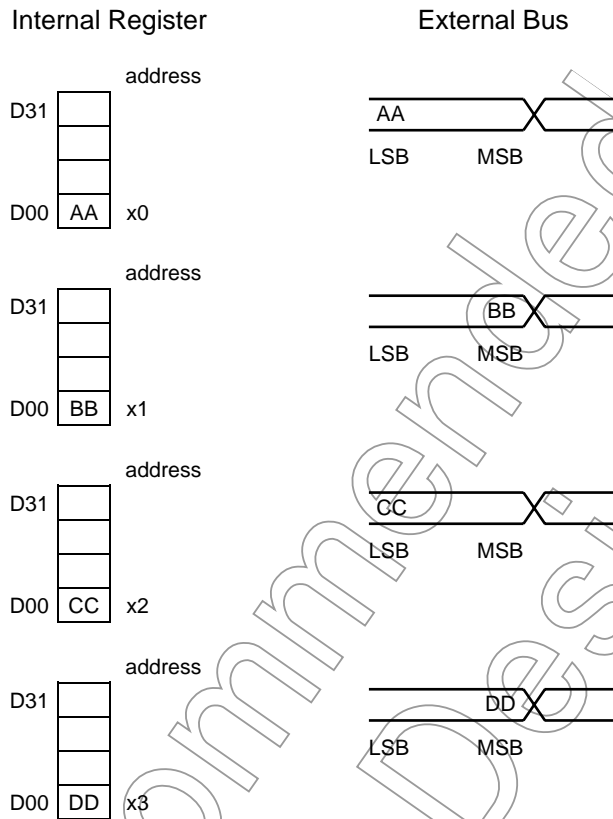 Internal Register External Bus
address
D31 AA
LSB MSB
D00 AA x0
address
D31 BB
LSB MSB
D00 BB x1
address
D31 CC
LSB MSB
D00 CC x2
address
D31 DD
LSB MSB
D00 DD x3